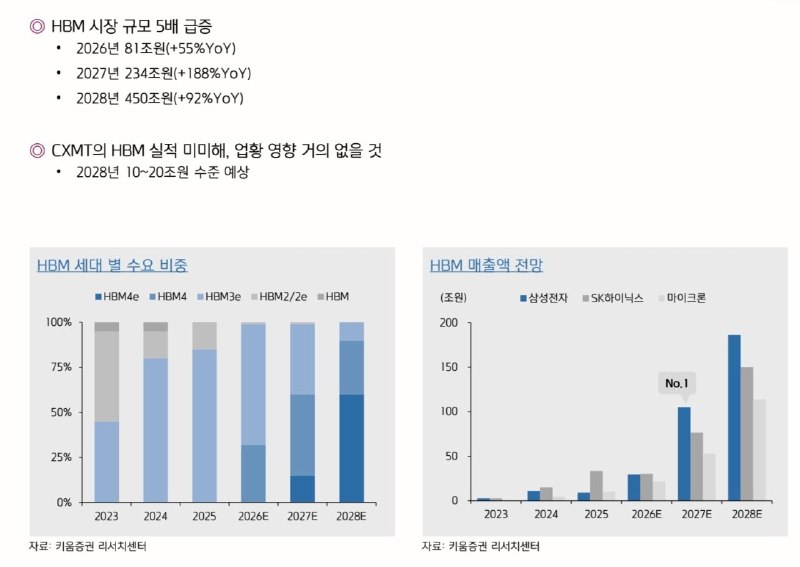 ◎ HBM 시장 규모 5배 급증
• 2026년 81조원(+55%YoY)
• 2027년 234조원(+188%YoY)
• 2028년 450조원(+92%YoY)
◎ CXMT의 HBM 실적 미미해, 업황 영향 거의 없을 것
• 2028년 10~20조원 수준 예상
HBM 세대 별 수요 비중
HBM4e HBM4 HBM3e HBM2/2e HBM
100%
75%
50%
25%
0%
2023 2024 2025 2026E 2027E 2028E
자료: 키움증권 리서치센터
HBM 매출액 전망
(조원) 삼성전자 SK하이닉스 마이크론
200
150
No.1
100
50
0
2023 2024 2025 2026E 2027E 2028E
자료: 키움증권 리서치센터